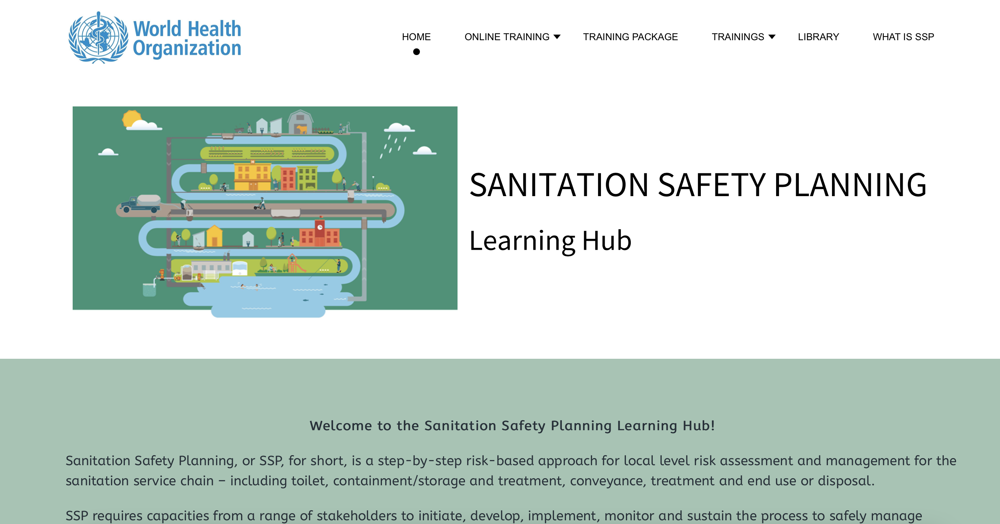 World Health
Organization
HOME
ONLINE TRAINING
TRAINING PACKAGE
TRAININGS
LIBRARY
WHAT IS SSP
H
SANITATION SAFETY PLANNING
Learning Hub
Welcome to the Sanitation Safety Planning Learning Hub!
Sanitation Safety Planning, or SSP, for short, is a step-by-step risk-based approach for local level risk assessment and management for the
sanitation service chain – including toilet, containment/storage and treatment, conveyance, treatment and end use or disposal.
SSP requires capacities from a range of stakeholders to initiate, develop, implement, monitor and sustain the process to safely manage